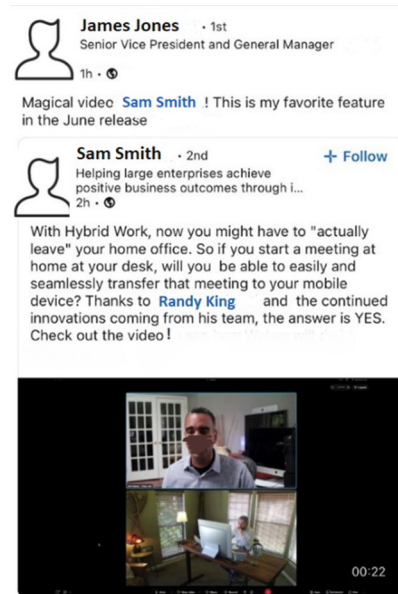 James Jones · 1st
Senior Vice President and General Manager
1h ·
Magical video Sam Smith ! This is my favorite feature
in the June release
Sam Smith · 2nd
+ Follow
Helping large enterprises achieve
positive business outcomes through i...
2h ·
With Hybrid Work, now you might have to "actually
leave" your home office. So if you start a meeting at
home at your desk, will you be able to easily and
seamlessly transfer that meeting to your mobile
device? Thanks to Randy King and the continued
innovations coming from his team, the answer is YES.
Check out the video!
00:22